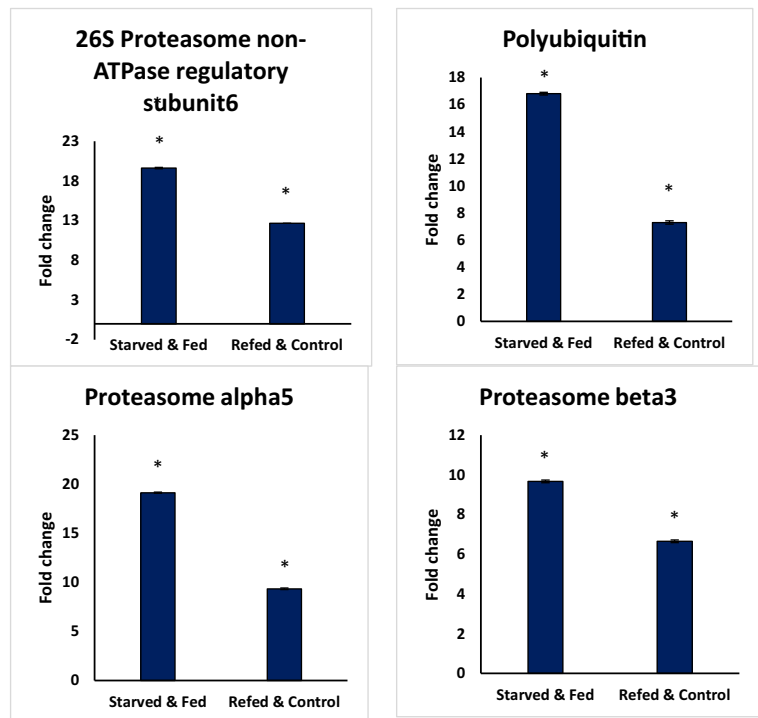 26S Proteasome non-
ATPase regulatory
subunit6
*
23
18
13
8
3
-2
Fold change
*
*
Starved & Fed Refed & Control
Polyubiquitin
18
16
14
12
10
8
6
4
2
0
Fold change
*
*
Starved & Fed Refed & Control
Proteasome alpha5
25
20
15
10
5
0
Fold change
*
*
Starved & Fed Refed & Control
Proteasome beta3
12
10
8
6
4
2
0
Fold change
*
*
Starved & Fed Refed & Control